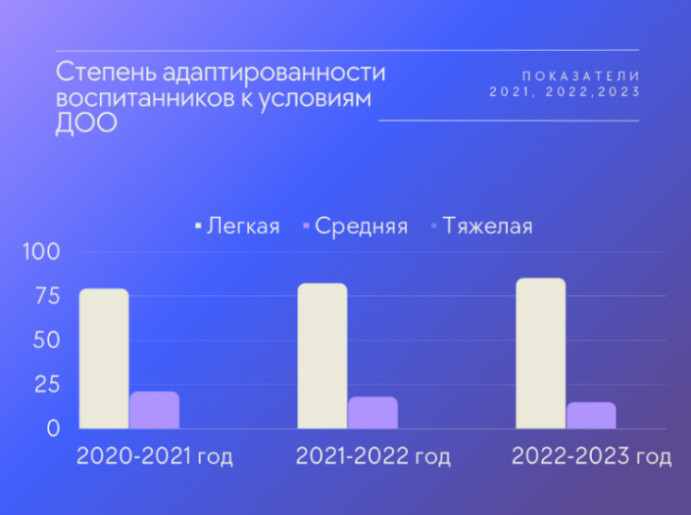 Степень адаптированности
воспитанников к условиям
ДОО
ПОКАЗАТЕЛИ
2021, 2022,2023
Легкая Средняя Тяжелая
100
75
50
25
0
2020-2021 год 2021-2022 год 2022-2023 год